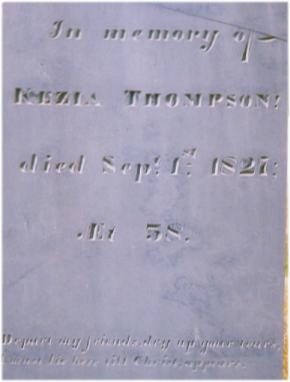 In memory of
KEZIA THOMPSON:
died Sept. 1st. 1827;
Æt 58.
Depart my friends, dry up your tears,
I must lie here till Christ appears.